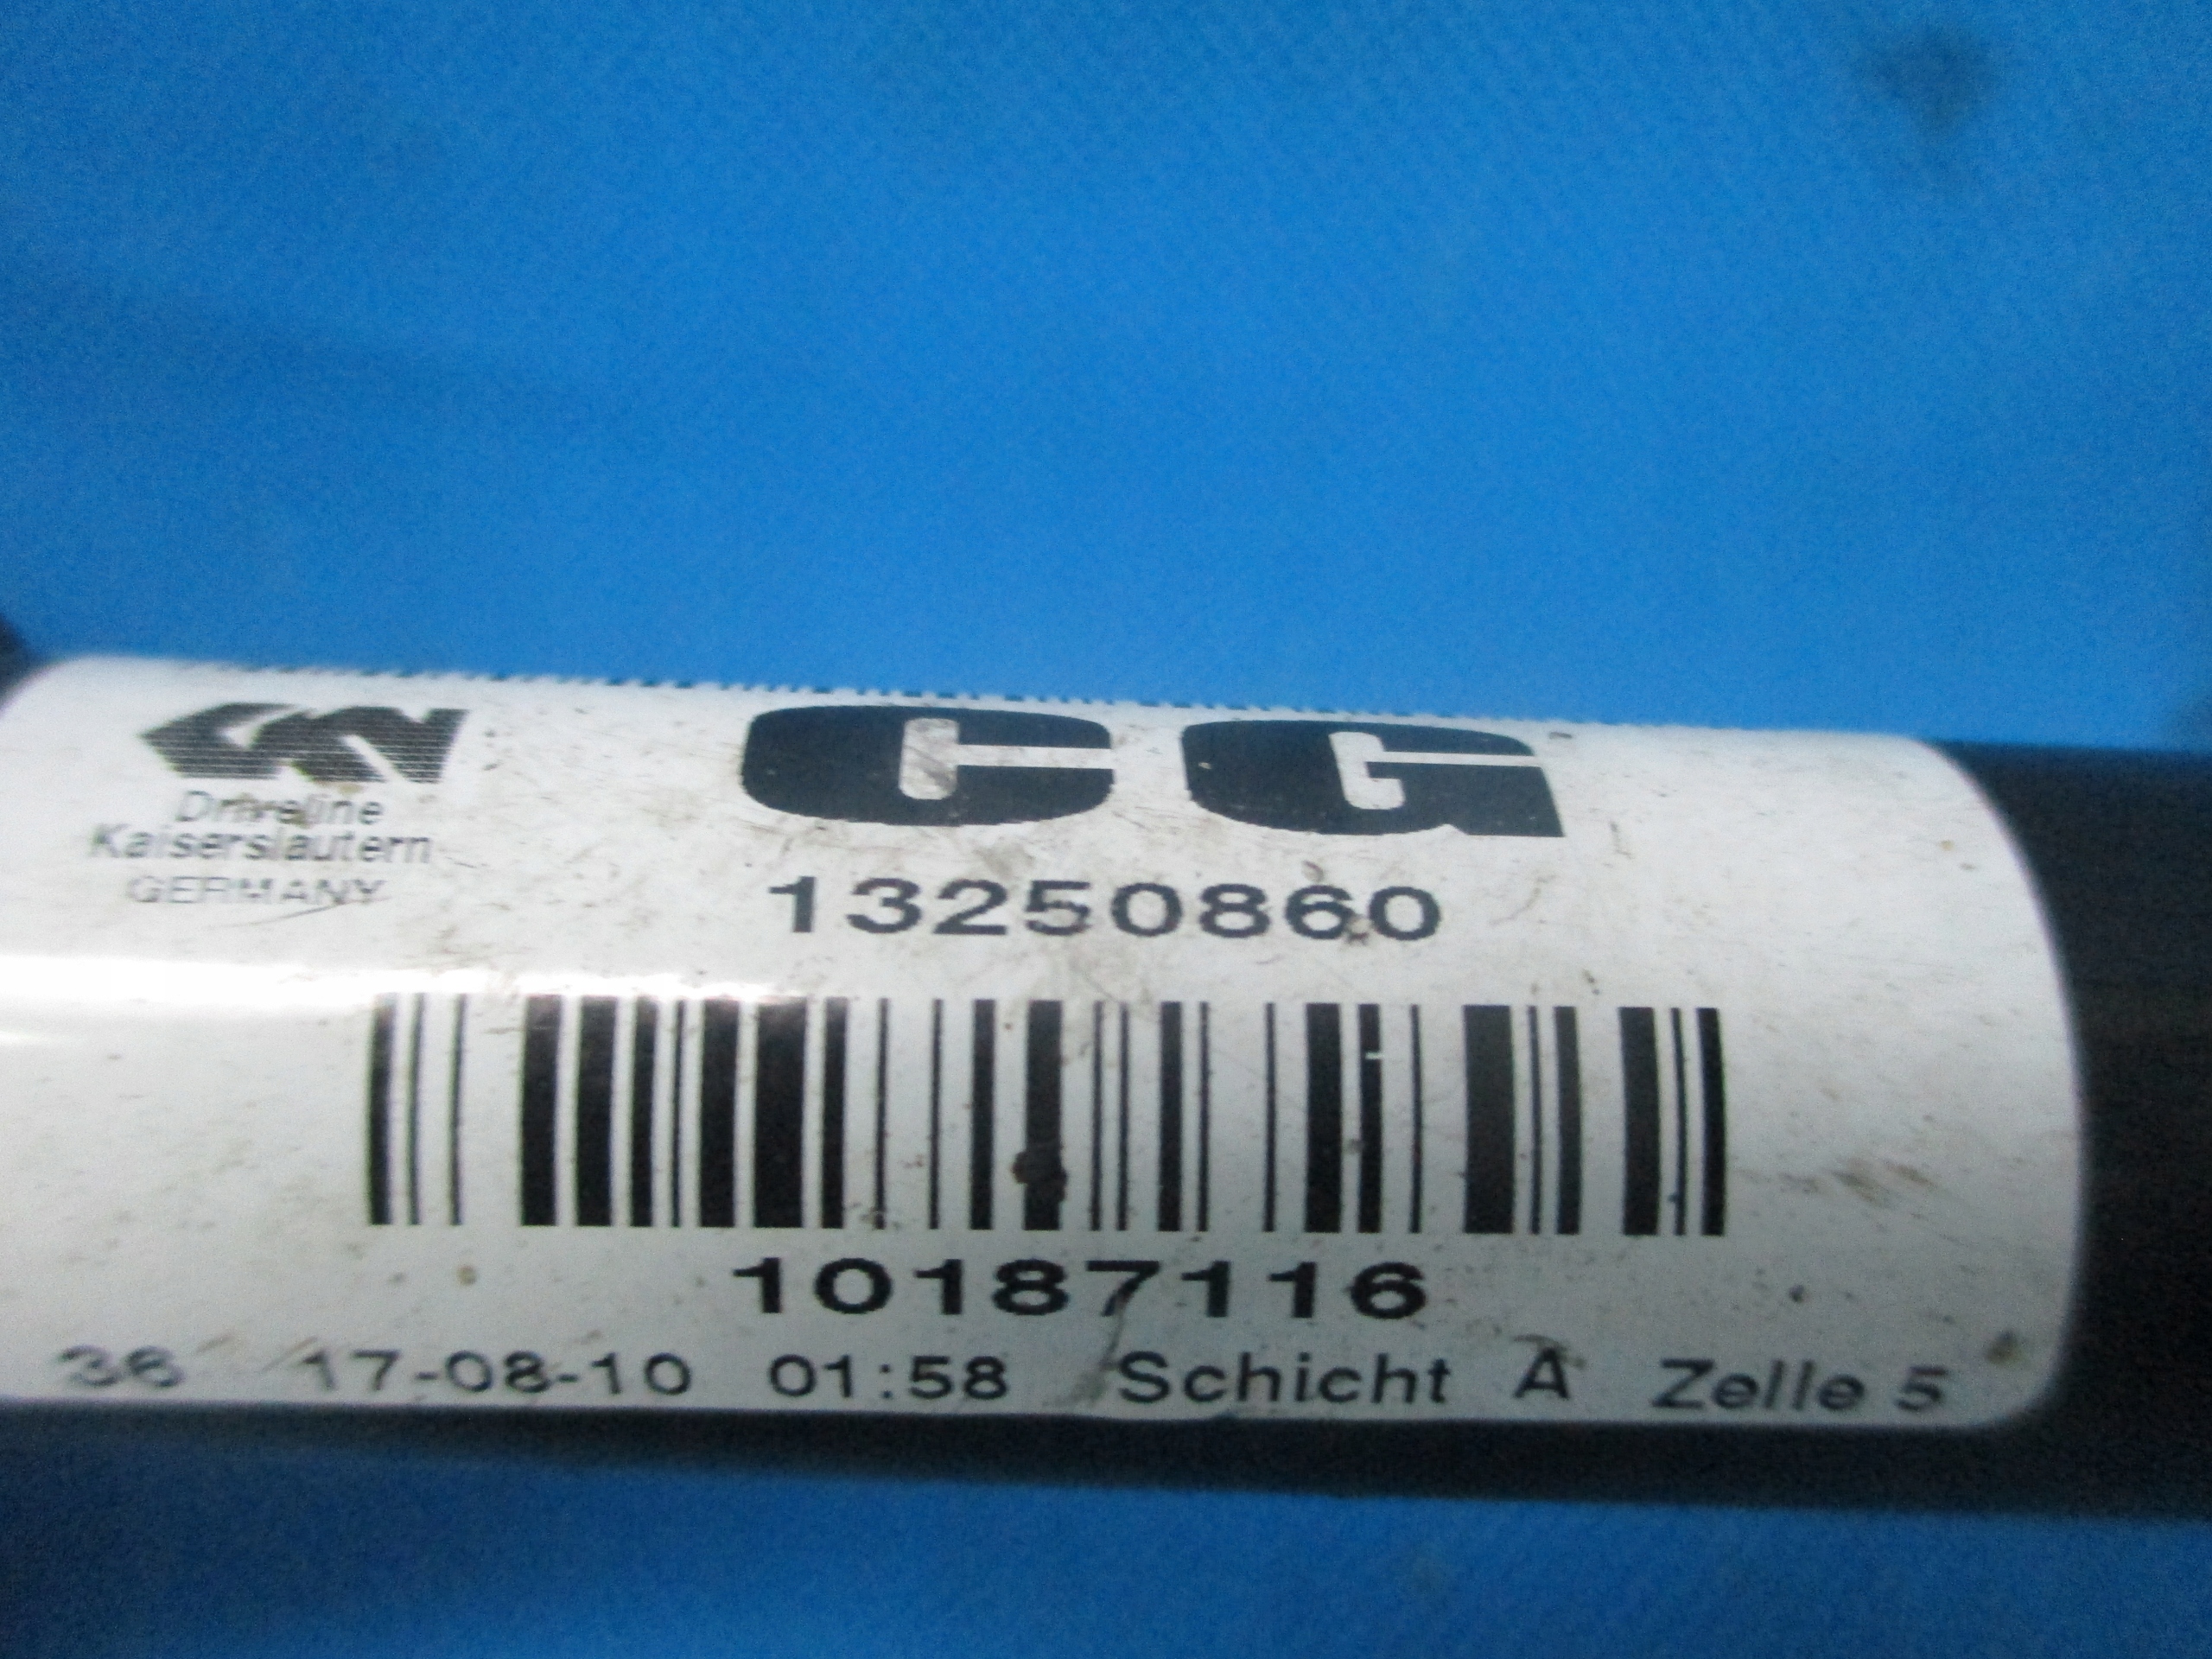 GKN
Driveline
Kaiserslautern
GERMANY
CG
13250860
10187116
36 17-08-10 01:58 Schicht A Zelle 5